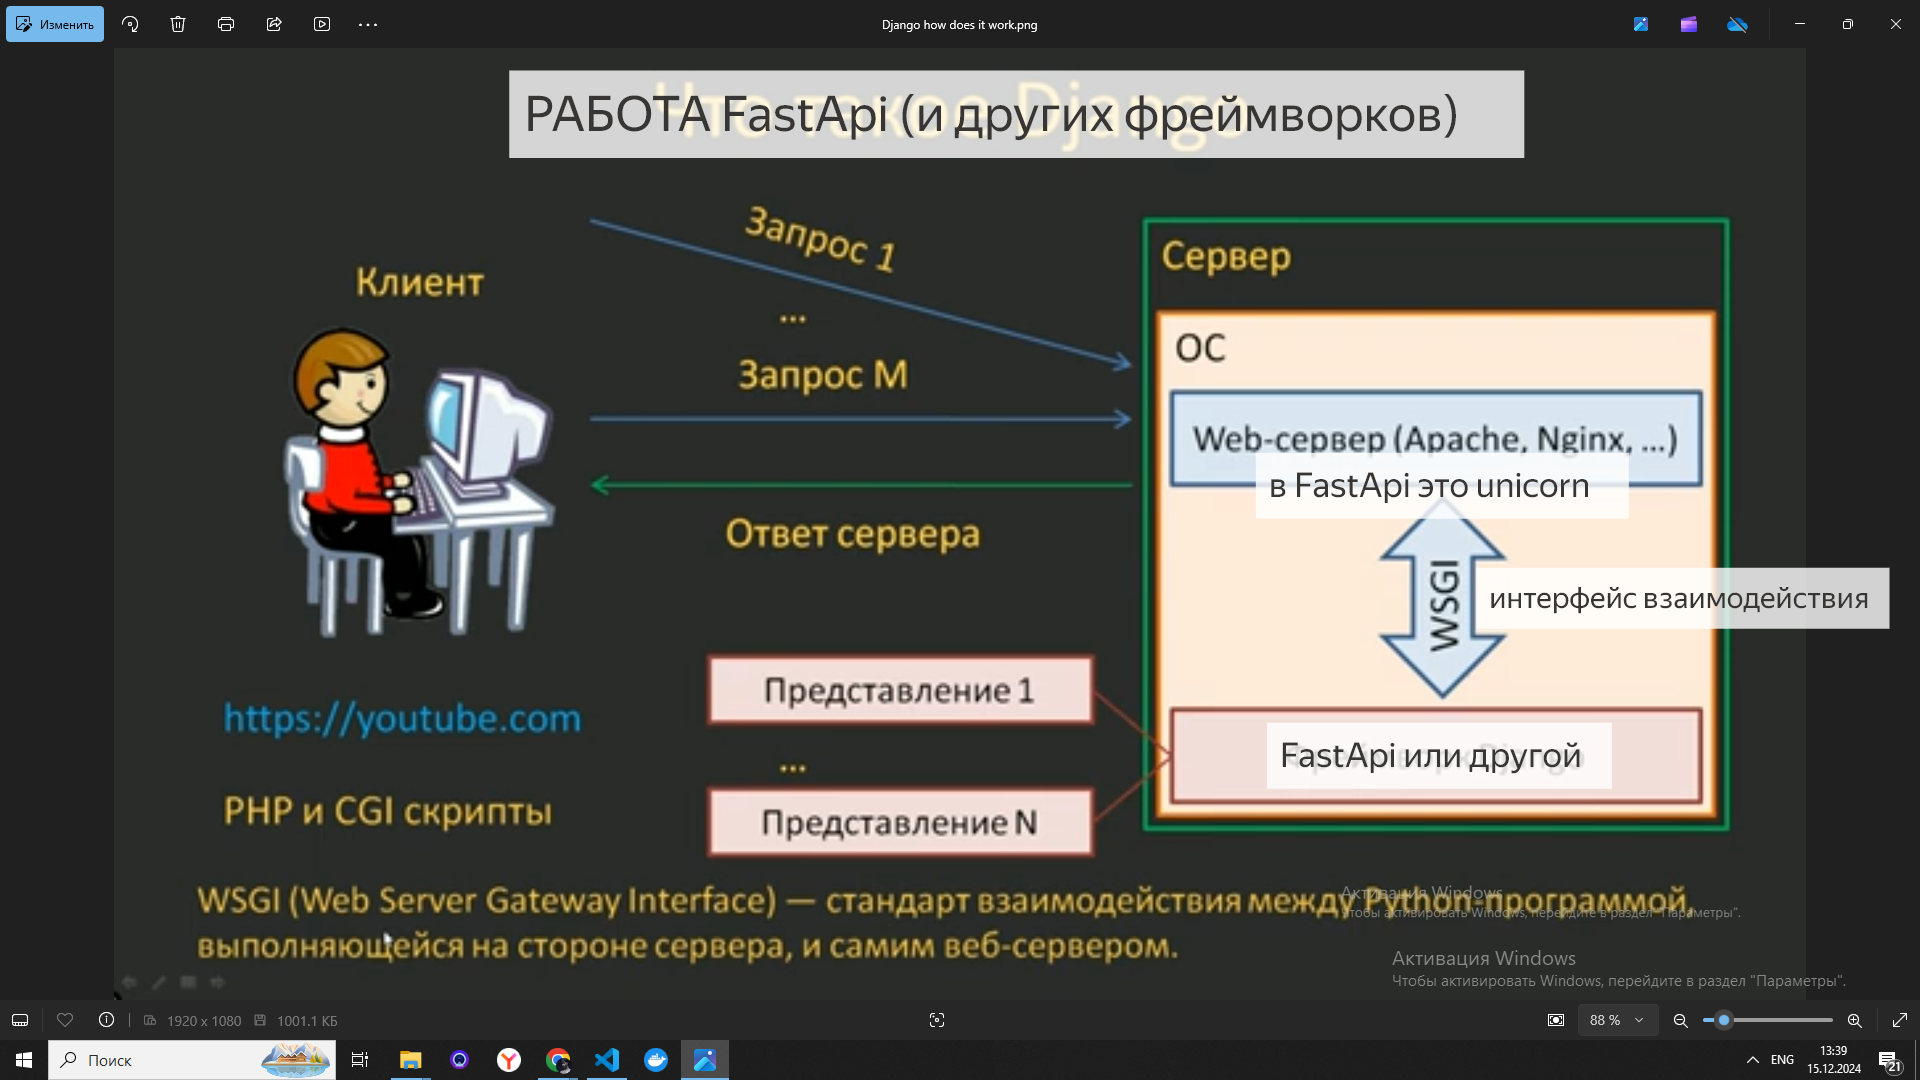 Изменить
Django how does it work.png
РАБОТА FastApi (и других фреймворков)
Запрос 1
Сервер
Клиент
...
ОС
Запрос M
Web-сервер (Apache, Nginx, ...)
в FastApi это unicorn
Ответ сервера
WSGI
интерфейс взаимодействия
Представление 1
https://youtube.com
FastApi или другой
...
PHP и CGI скрипты
Представление N
WSGI (Web Server Gateway Interface) — стандарт взаимодействия между Python-программой,
выполняющейся на стороне сервера, и самим веб-сервером.
Активация Windows
Чтобы активировать Windows, перейдите в раздел "Параметры".
Активация Windows
Чтобы активировать Windows, перейдите в раздел "Параметры".
1920 x 1080
1001.1 КБ
88 %
Поиск
ENG
13:39
15.12.2024
21